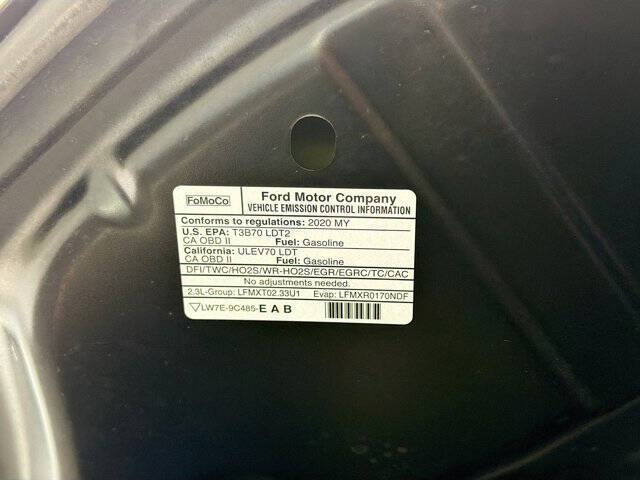 FoMoCo Ford Motor Company
VEHICLE EMISSION CONTROL INFORMATION
Conforms to regulations: 2020 MY
U.S. EPA: T3B70 LDT2
CA OBD II Fuel: Gasoline
California: ULEV70 LDT
CA OBD II Fuel: Gasoline
DFI/TWC/HO2S/WR-HO2S/EGR/EGRC/TC/CAC
No adjustments needed.
2.3L-Group: LFMXT02.33U1 Evap: LFMXR0170NDF
LW7E-9C485-E A B